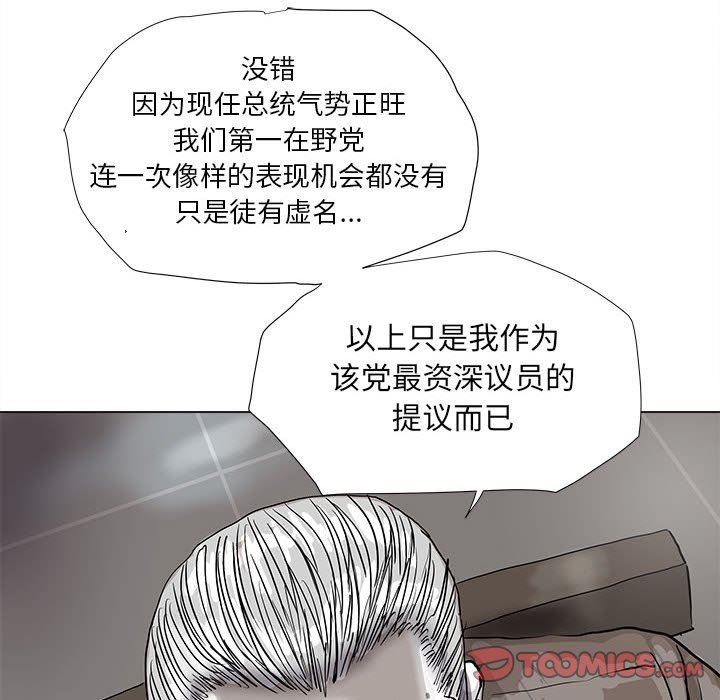 没错
因为现任总统气势正旺
我们第一在野党
连一次像样的表现机会都没有
只是徒有虚名...
以上只是我作为
该党最资深议员的
提议而已
TOOMICS.COM